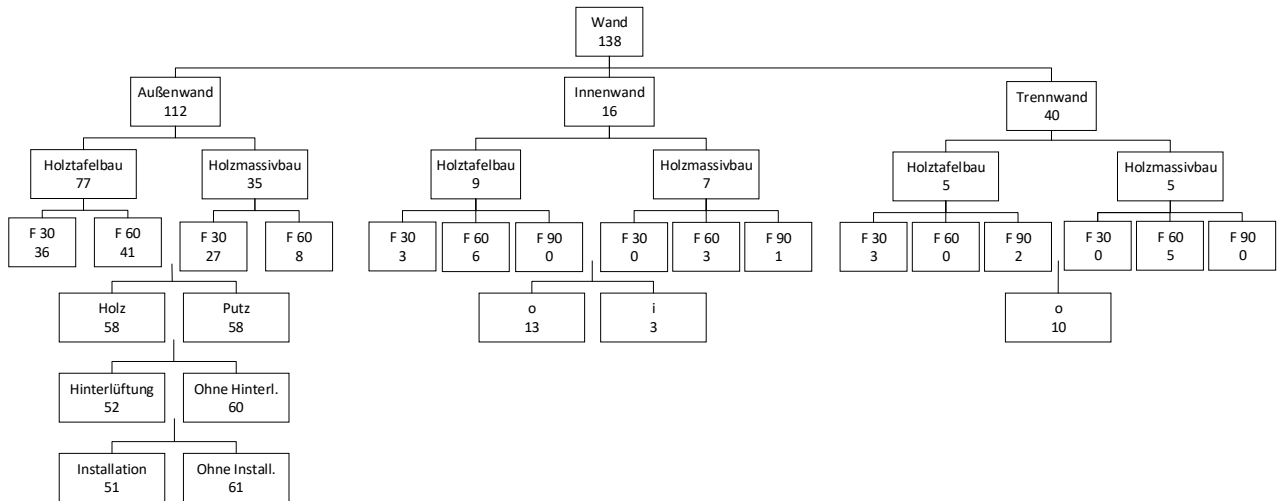 Wand
138
Außenwand
112
Innenwand
16
Trennwand
40
Holztafelbau
77
Holzmassivbau
35
Holztafelbau
9
Holzmassivbau
7
Holztafelbau
5
Holzmassivbau
5
F 30
36
F 60
41
F 30
27
F 60
8
F 30
3
F 60
6
F 90
0
F 30
0
F 60
3
F 90
1
F 30
3
F 60
0
F 90
2
F 30
0
F 60
5
F 90
0
Holz
58
Putz
58
o
13
i
3
o
10
Hinterlüftung
52
Ohne Hinterl.
60
Installation
51
Ohne Install.
61